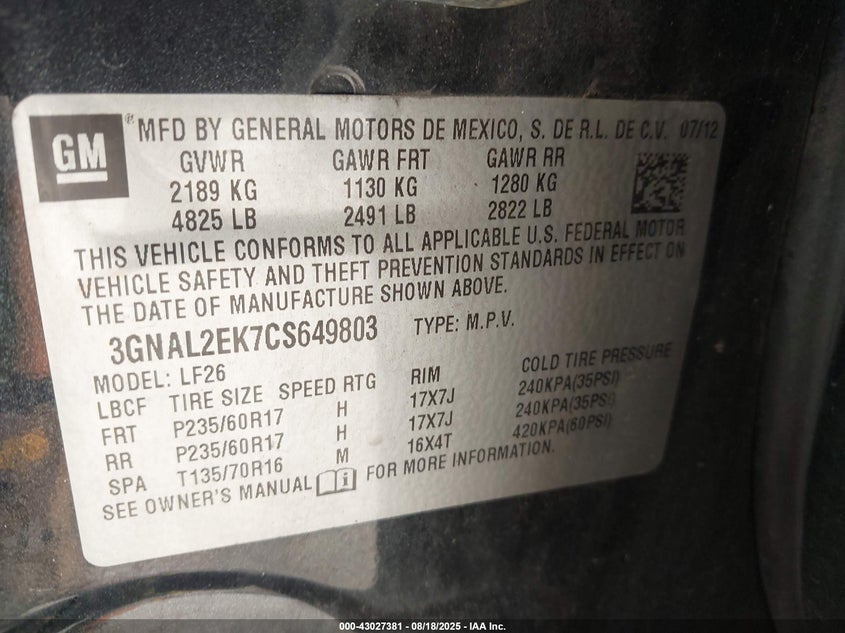 GM
® MFD BY GENERAL MOTORS DE MEXICO, S. DE R.L. DE C.V. 07/12
GVWR GAWR FRT GAWR RR
2189 KG 1130 KG 1280 KG
4825 LB 2491 LB 2822 LB
THIS VEHICLE CONFORMS TO ALL APPLICABLE U.S. FEDERAL MOTOR
VEHICLE SAFETY AND THEFT PREVENTION STANDARDS IN EFFECT ON
THE DATE OF MANUFACTURE SHOWN ABOVE.
3GNAL2EK7CS649803 TYPE: M.P.V.
MODEL: LF26
LBCF TIRE SIZE SPEED RTG RIM COLD TIRE PRESSURE
FRT P235/60R17 H 17X7J 240KPA(35PSI)
RR P235/60R17 H 17X7J 240KPA(35PSI)
SPA T135/70R16 M 16X4T 420KPA(60PSI)
SEE OWNER'S MANUAL i FOR MORE INFORMATION.
000-43027381 - 08/18/2025 - IAA Inc.